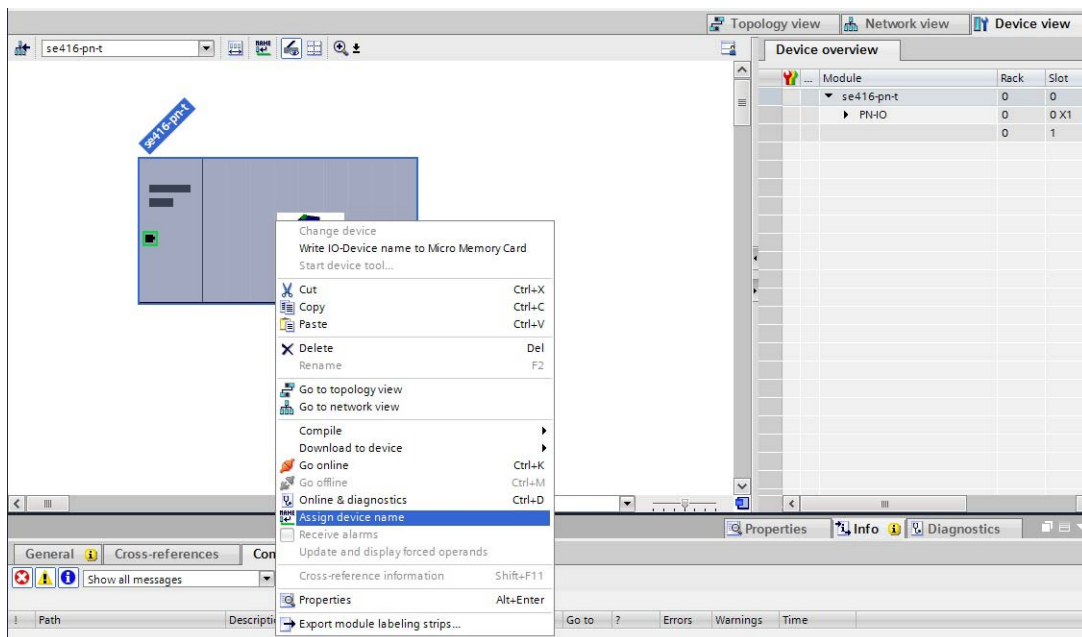 Topology view Network view Device view
se416-pn-t
Device overview
... Module Rack Slot
se416-pn-t 0 0
PN-IO 0 0 X1
0 1
se416-pn-t
Change device
Write IO-Device name to Micro Memory Card
Start device tool...
Cut Ctrl+X
Copy Ctrl+C
Paste Ctrl+V
Delete Del
Rename F2
Go to topology view
Go to network view
Compile
Download to device
Go online Ctrl+K
Go offline Ctrl+M
Online & diagnostics Ctrl+D
Assign device name
Receive alarms
Update and display forced operands
Cross-reference information Shift+F11
Properties Alt+Enter
Export module labeling strips...
Properties Info Diagnostics
General Cross-references Con
Show all messages
! Path Descripti Go to ? Errors Warnings Time